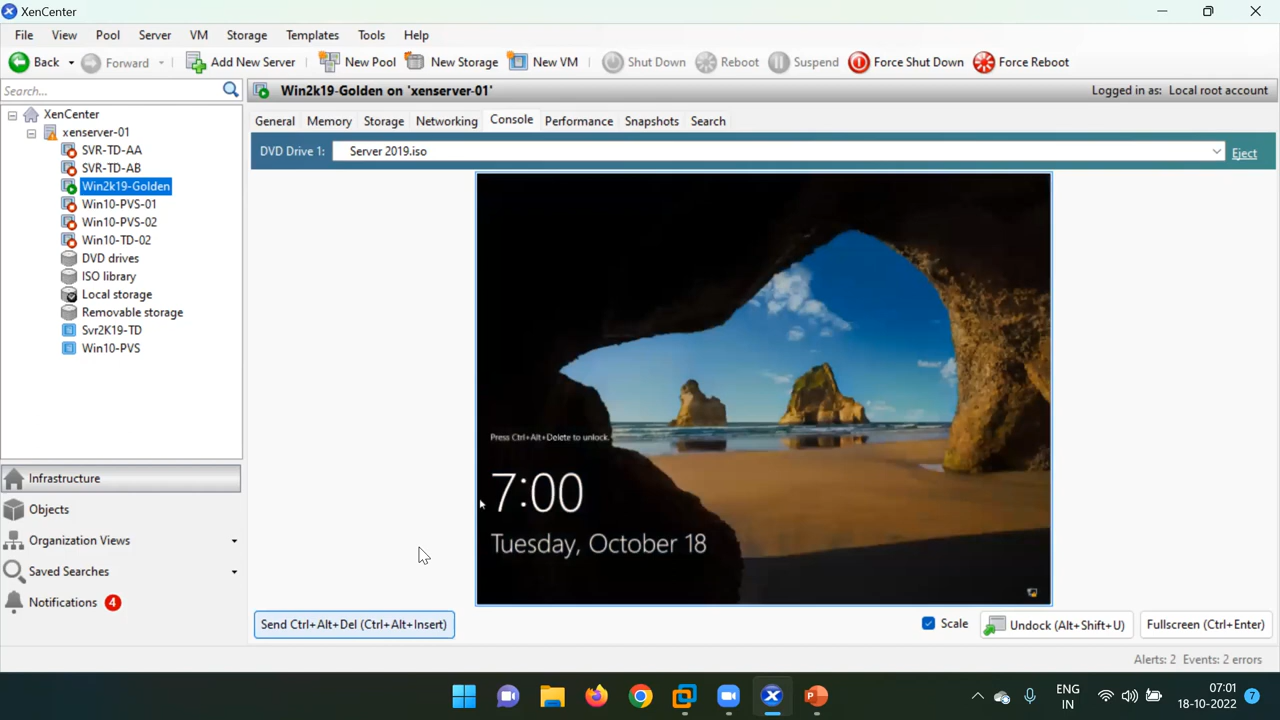 XenCenter
File View Pool Server VM Storage Templates Tools Help
Back Forward Add New Server New Pool New Storage New VM Shut Down Reboot Suspend Force Shut Down Force Reboot
Search...
Win2k19-Golden on 'xenserver-01' Logged in as: Local root account
XenCenter
xenserver-01
SVR-TD-AA
SVR-TD-AB
Win2k19-Golden
Win10-PVS-01
Win10-PVS-02
Win10-TD-02
DVD drives
ISO library
Local storage
Removable storage
Svr2K19-TD
Win10-PVS
General Memory Storage Networking Console Performance Snapshots Search
DVD Drive 1: Server 2019.iso Eject
Press Ctrl+Alt+Delete to unlock.
7:00
Tuesday, October 18
Infrastructure
Objects
Organization Views
Saved Searches
Notifications 4
Send Ctrl+Alt+Del (Ctrl+Alt+Insert) Scale Undock (Alt+Shift+U) Fullscreen (Ctrl+Enter)
Alerts: 2 Events: 2 errors
ENG
IN
07:01
18-10-2022
7